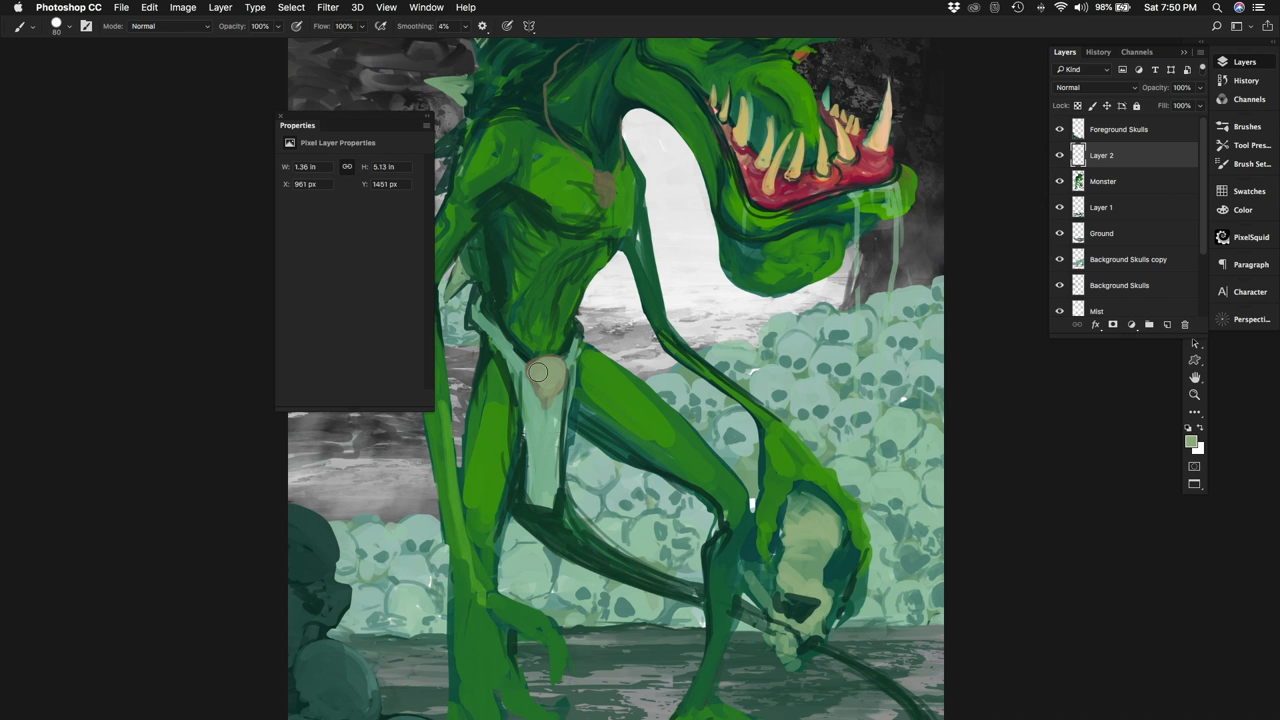 Photoshop CC File Edit Image Layer Type Select Filter 3D View Window Help 98% Sat 7:50 PM
80 Mode: Normal Opacity: 100% Flow: 100% Smoothing: 4%
Properties
Pixel Layer Properties
W: 1.36 in H: 5.13 in
X: 961 px Y: 1451 px
Layers History Channels
Kind
Normal Opacity: 100%
Lock: Fill: 100%
Foreground Skulls
Layer 2
Monster
Layer 1
Ground
Background Skulls copy
Background Skulls
Mist
fx
Layers
History
Channels
Brushes
Tool Pres...
Brush Set...
Swatches
Color
PixelSquid
Paragraph
Character
Perspecti...